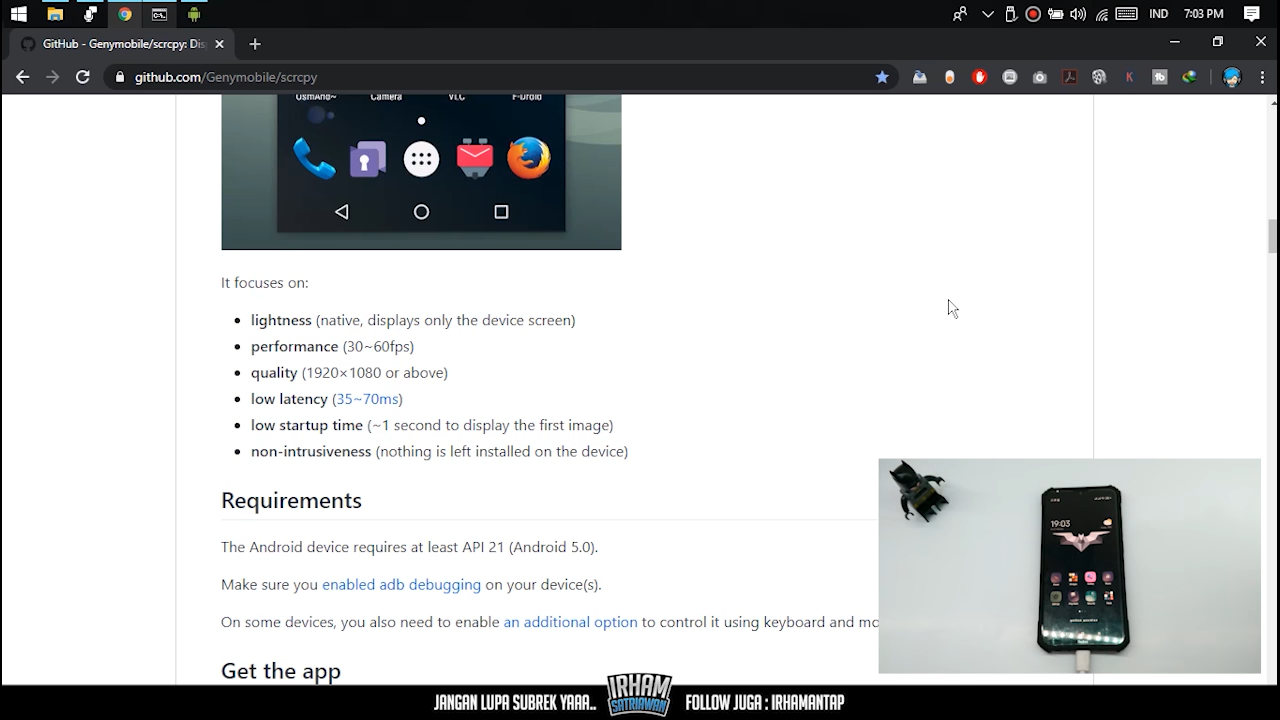 IND
7:03 PM
GitHub - Genymobile/scrcpy: Dis
github.com/Genymobile/scrcpy
OsmAnd~
Camera
VLC
F-Droid
It focuses on:
lightness (native, displays only the device screen)
performance (30~60fps)
quality (1920×1080 or above)
low latency (35~70ms)
low startup time (~1 second to display the first image)
non-intrusiveness (nothing is left installed on the device)
Requirements
The Android device requires at least API 21 (Android 5.0).
Make sure you enabled adb debugging on your device(s).
On some devices, you also need to enable an additional option to control it using keyboard and mo
Get the app
19:03
JANGAN LUPA SUBREK YAAA..
IRHAM
SATRIAWAN
FOLLOW JUGA : IRHAMANTAP